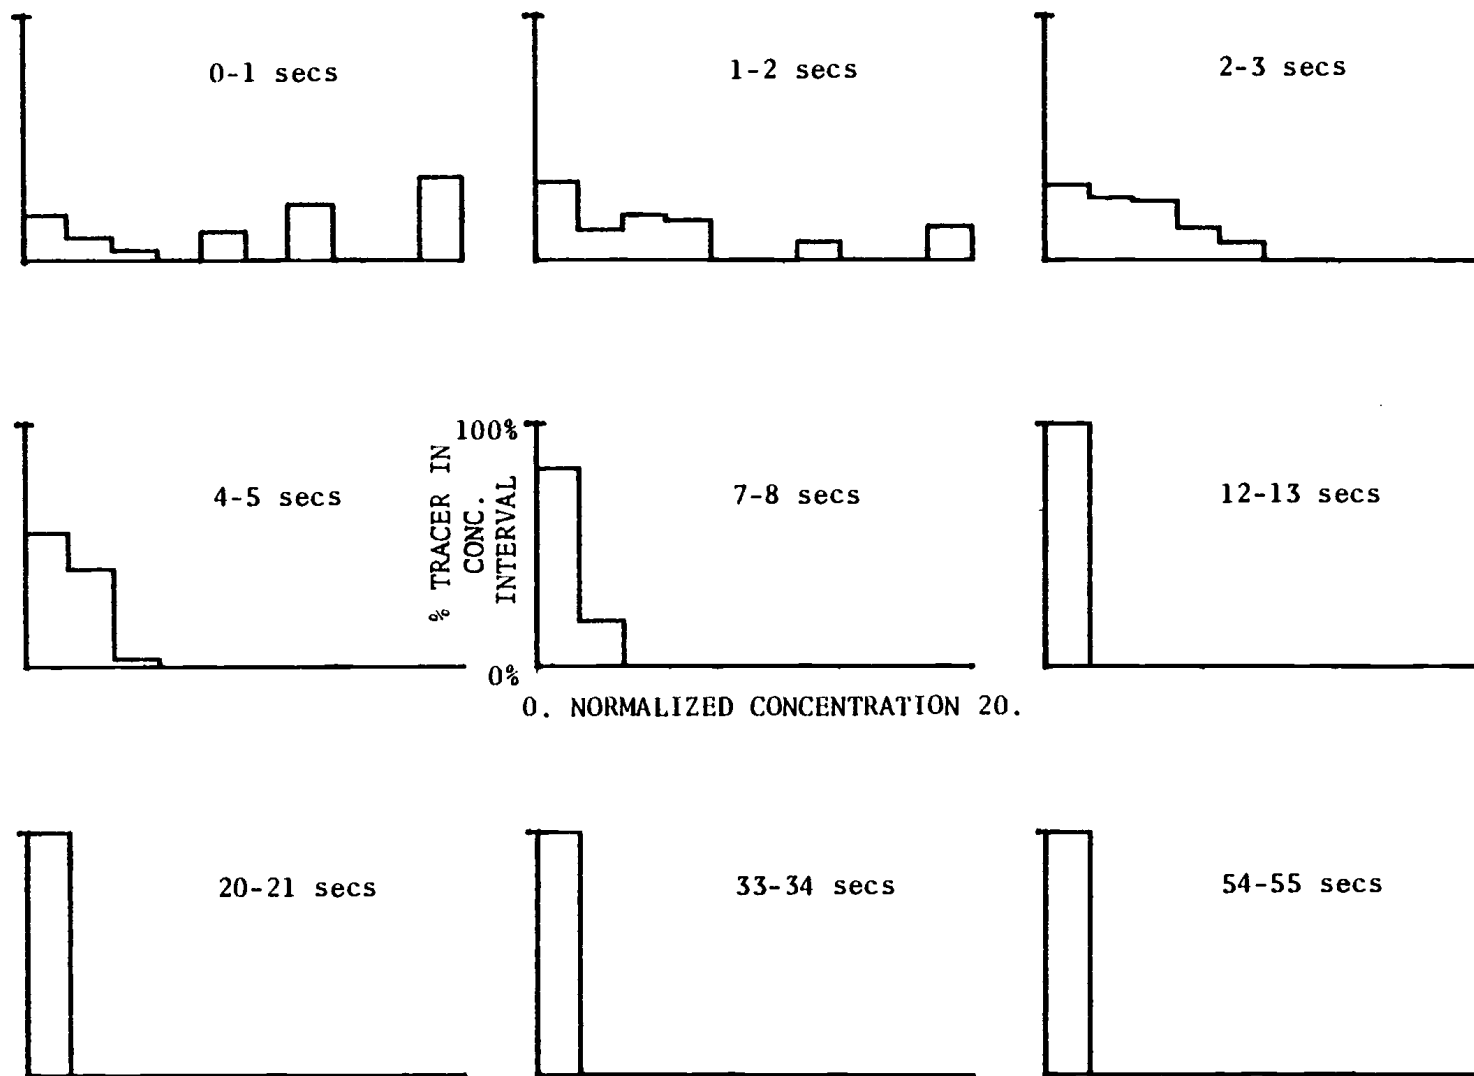 0-1 secs
1-2 secs
2-3 secs
4-5 secs
100%
% TRACER IN
CONC.
INTERVAL
0%
7-8 secs
12-13 secs
0. NORMALIZED CONCENTRATION 20.
20-21 secs
33-34 secs
54-55 secs